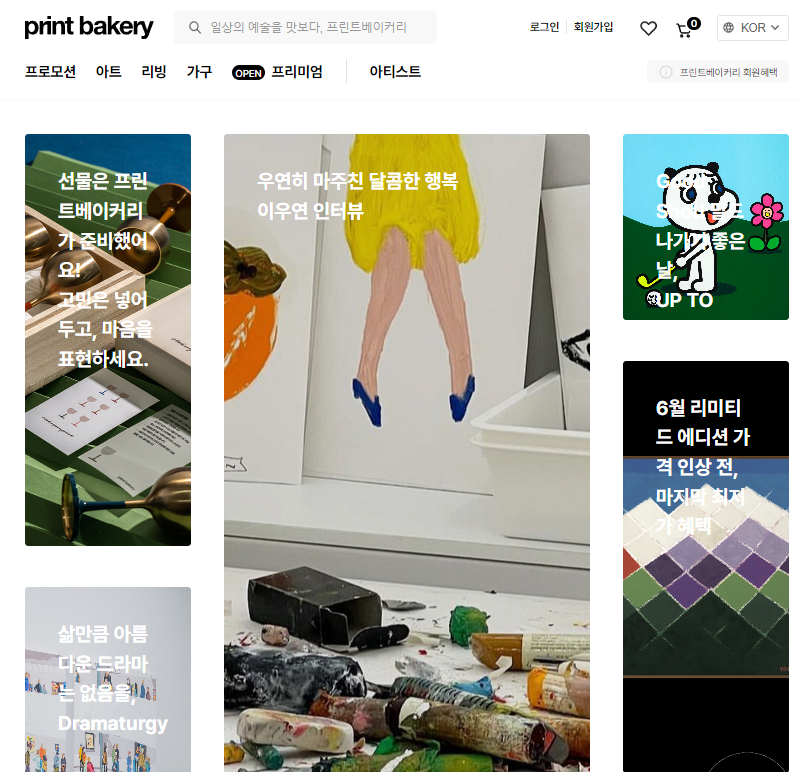 print bakery
일상의 예술을 맛보다, 프린트베이커리
로그인
회원가입
0
KOR
프로모션
아트
리빙
가구
OPEN
프리미엄
아티스트
프린트베이커리 회원혜택
선물은 프린
트베이커리
가 준비했어
요!
고민은 넣어
두고, 마음을
표현하세요.
우연히 마주친 달콤한 행복
이우연 인터뷰
나가기 좋은
날,
UP TO
6월 리미티
드 에디션 가
격 인상 전,
마지막 최저
가 혜택
삶만큼 아름
다운 드라마
는 없음을,
Dramaturgy